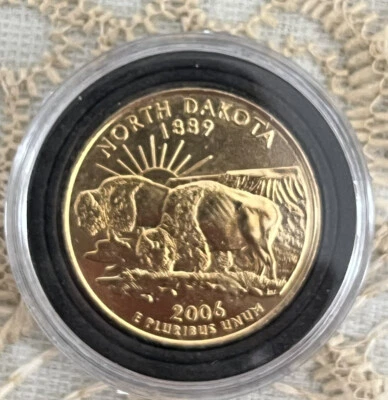 NORTH DAKOTA
1889
2006
E PLURIBUS UNUM